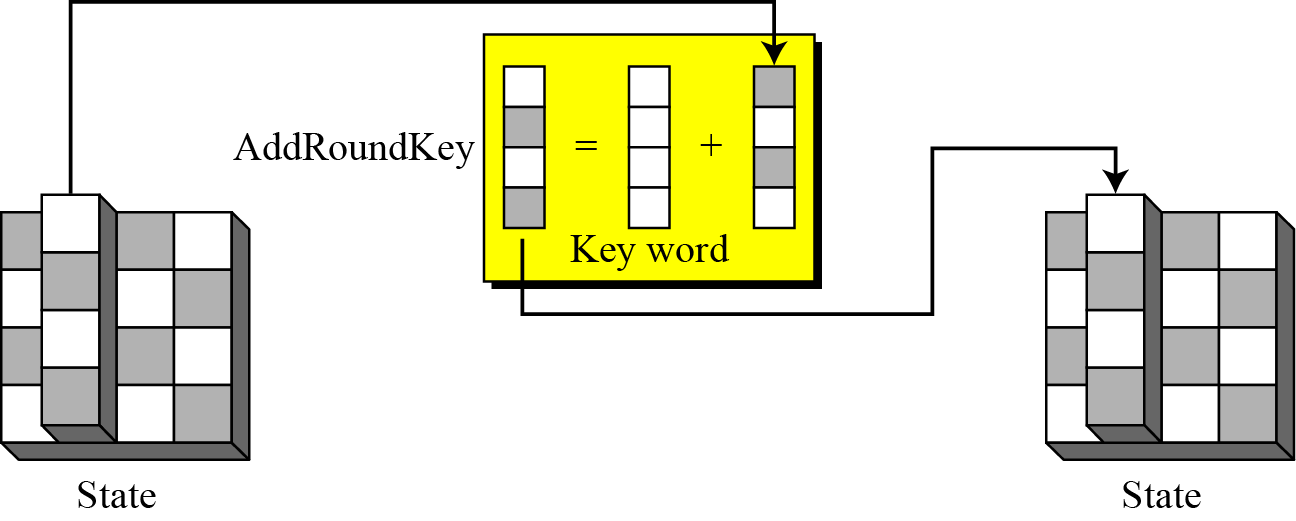 AddRoundKey
= +
Key word
State
State